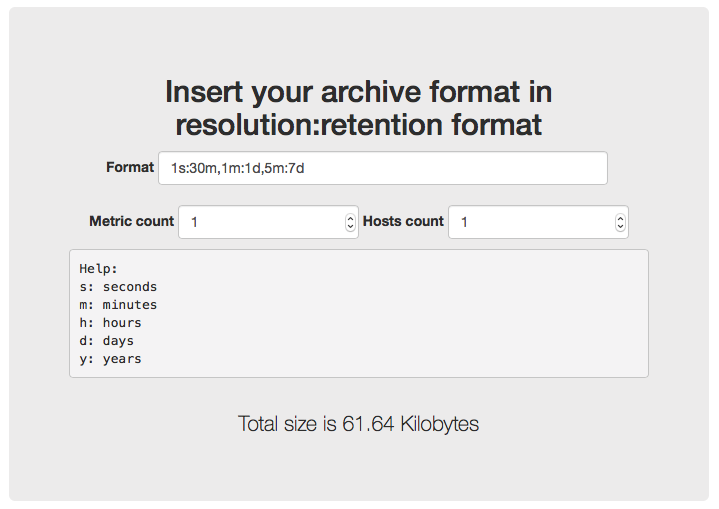 Insert your archive format in
resolution:retention format
Format 1s:30m,1m:1d,5m:7d
Metric count 1 Hosts count 1
Help:
s: seconds
m: minutes
h: hours
d: days
y: years
Total size is 61.64 Kilobytes